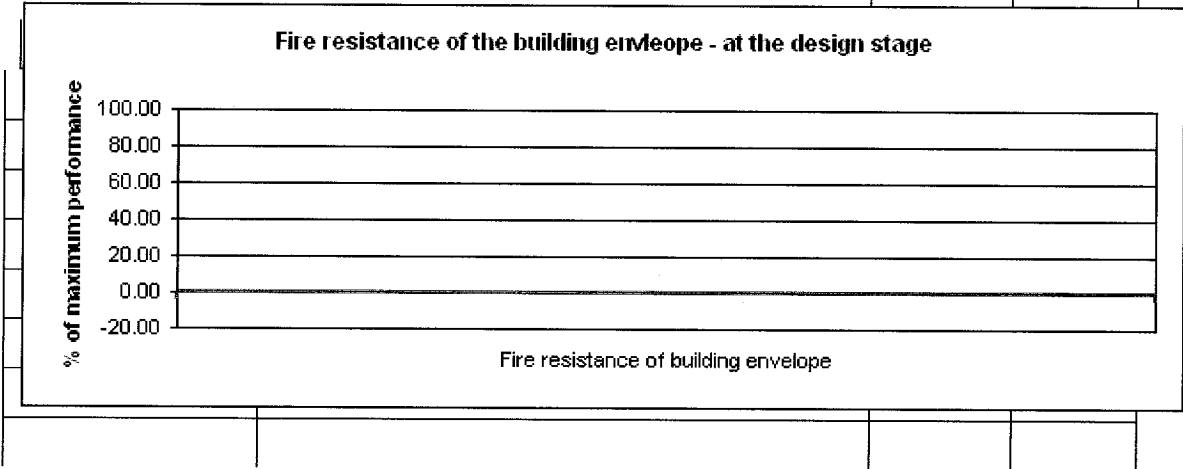 Fire resistance of the building envleope - at the design stage
% of maximum performance
100.00
80.00
60.00
40.00
20.00
0.00
-20.00
Fire resistance of building envelope